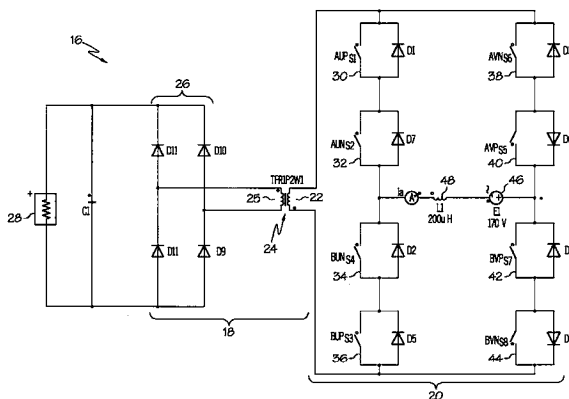 16
26
D11
D10
TFR1P2W1
+
28
C1
25
22
24
D11
D9
18
AUP S1
30
D1
AVN S6
38
D
AUN S2
32
D7
AVP S5
40
D
ia
A
48
L1
200u H
46
E1
170 V
BUN S4
34
D2
BVP S7
42
D
BUP S3
36
D5
BVN S8
44
D
20